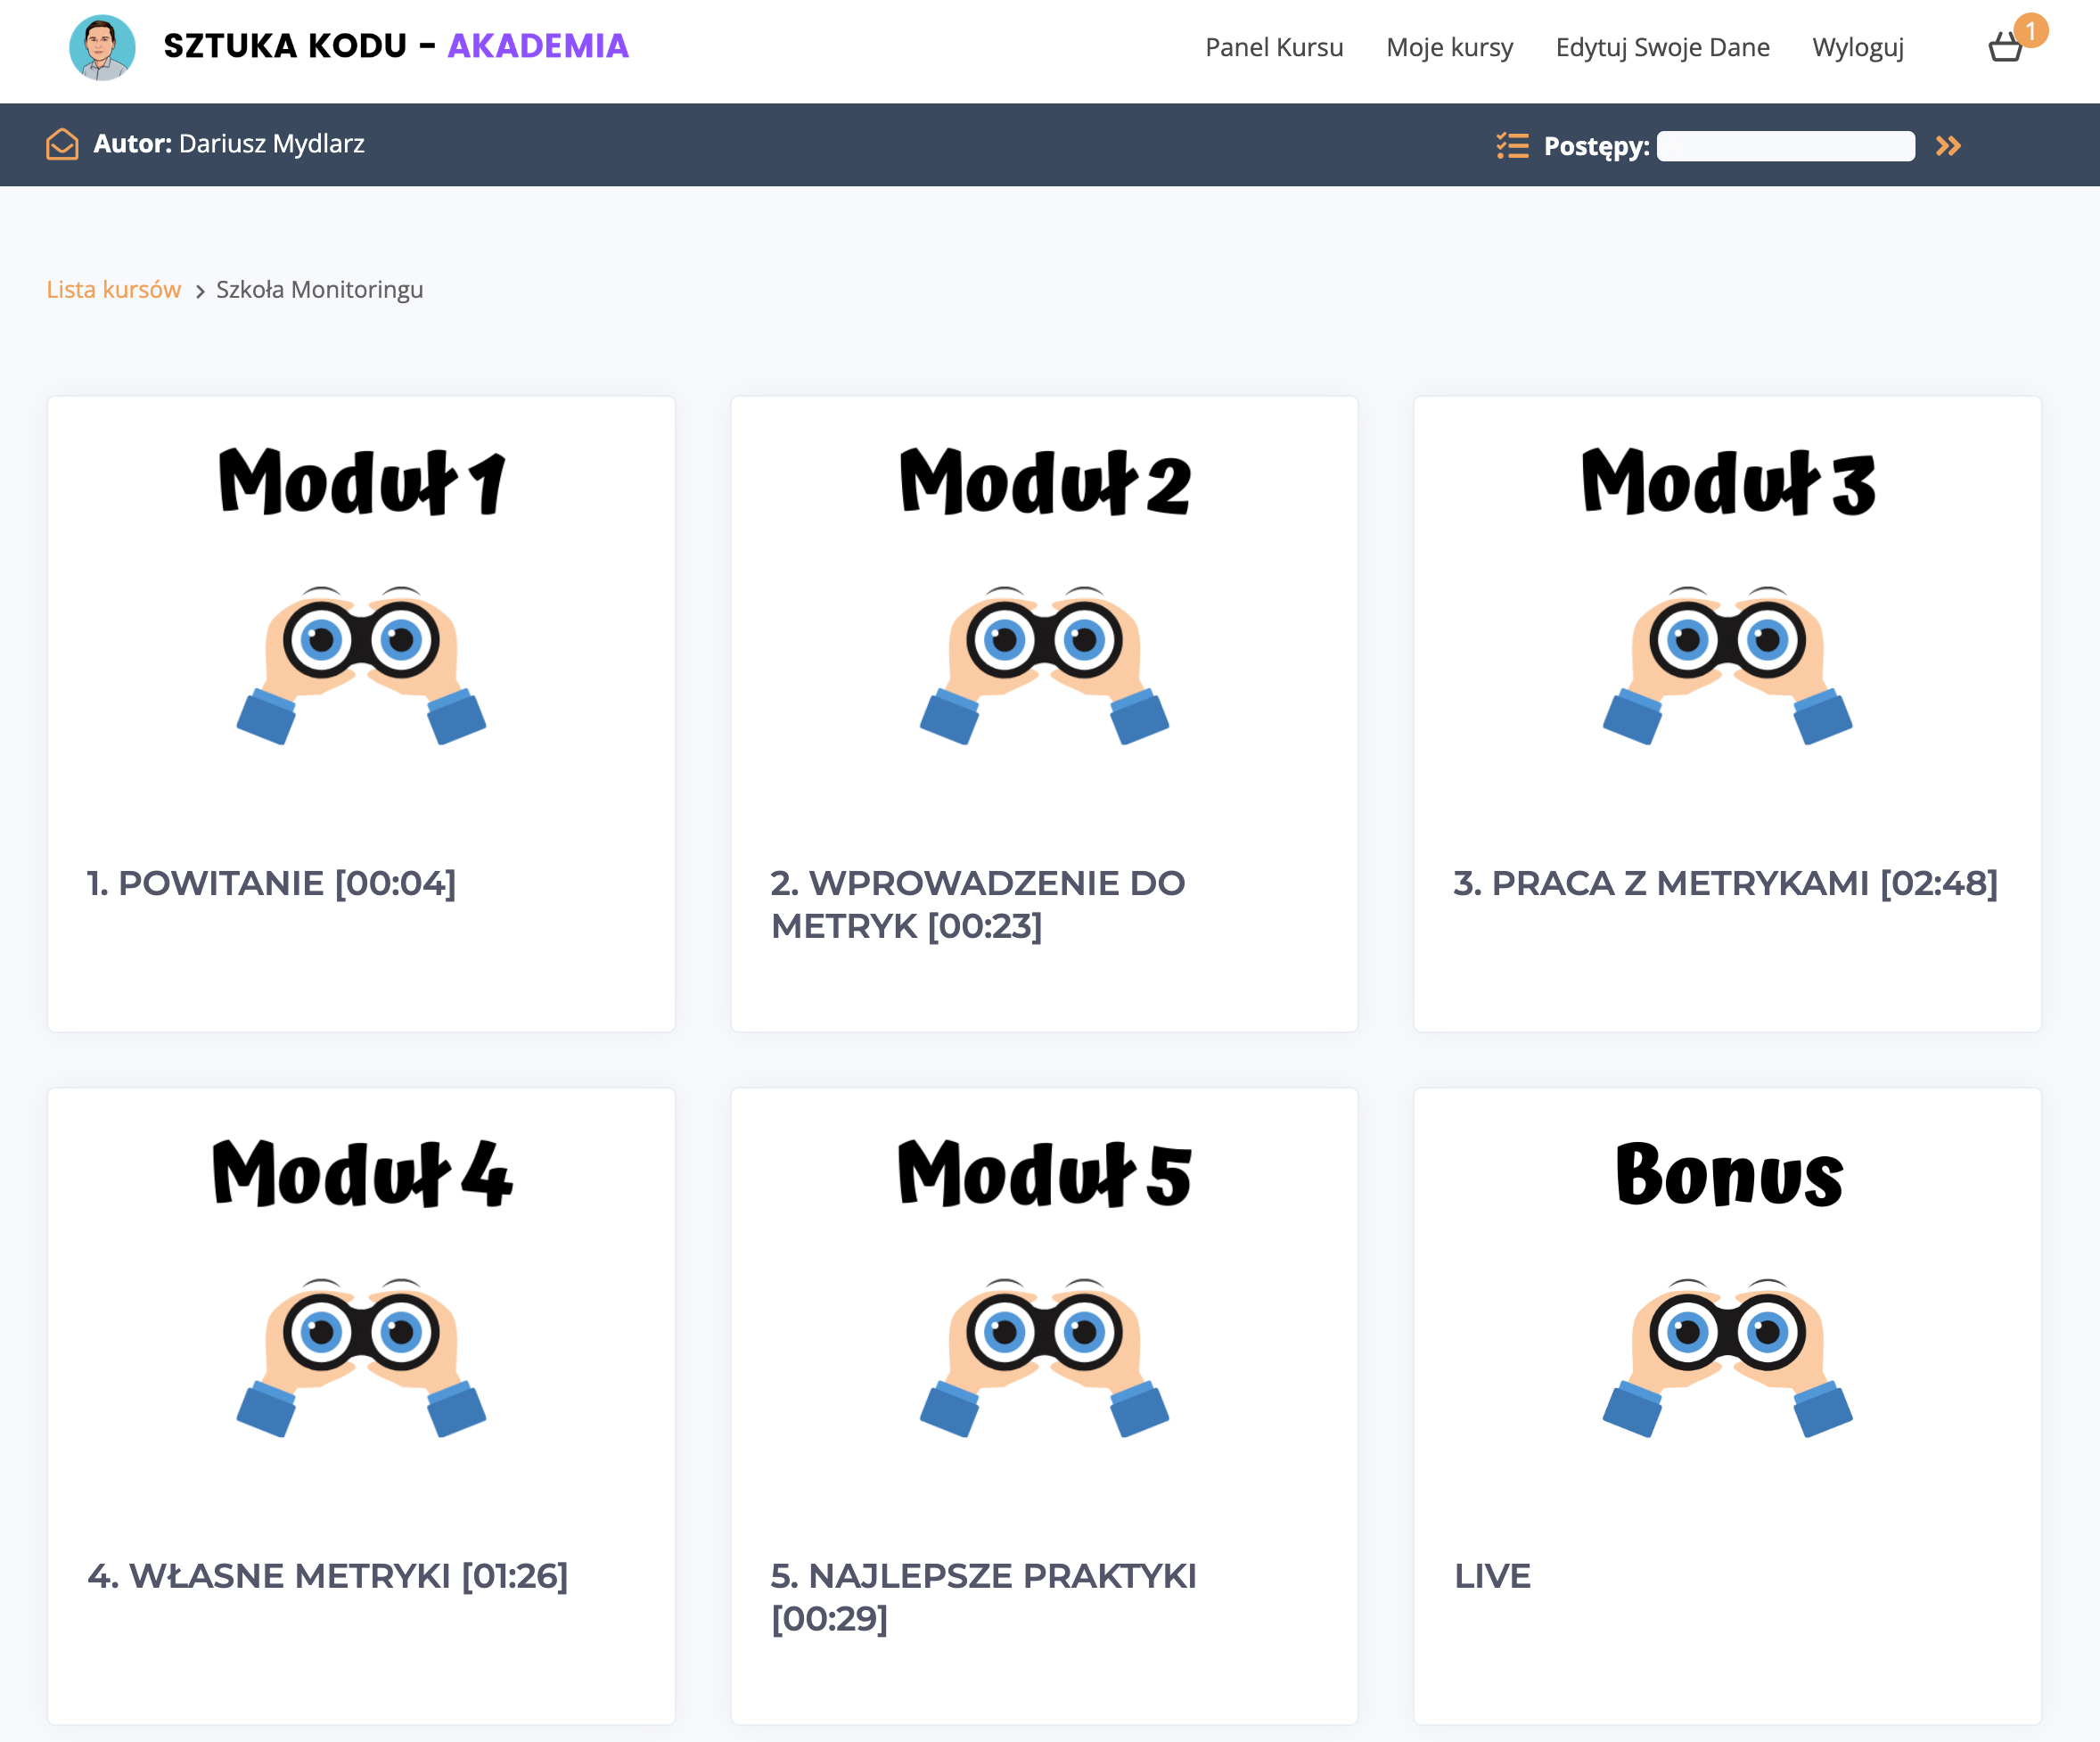 SZTUKA KODU - AKADEMIA
Panel Kursu
Moje kursy
Edytuj Swoje Dane
Wyloguj
1
Autor: Dariusz Mydlarz
Postępy:
Lista kursów > Szkoła Monitoringu
Moduł 1
1. POWITANIE [00:04]
Moduł 2
2. WPROWADZENIE DO
METRYK [00:23]
Moduł 3
3. PRACA Z METRYKAMI [02:48]
Moduł 4
4. WŁASNE METRYKI [01:26]
Moduł 5
5. NAJLEPSZE PRAKTYKI
[00:29]
Bonus
LIVE